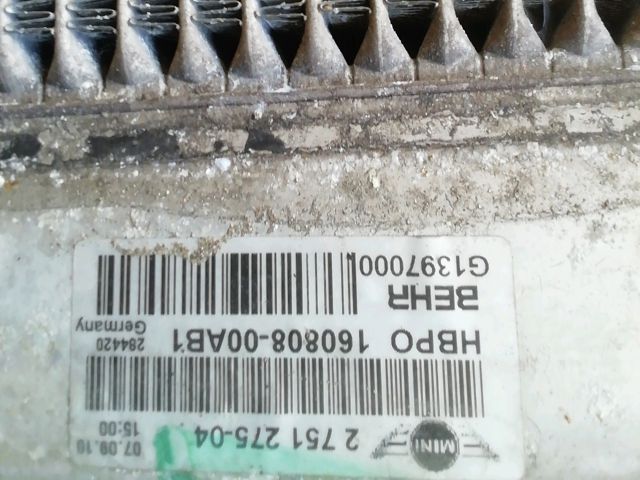 MINI 2 751 275-04 07.09.10
15:00
HBPO 160808-00AB1 284420
Germany
BEHR
G1397000